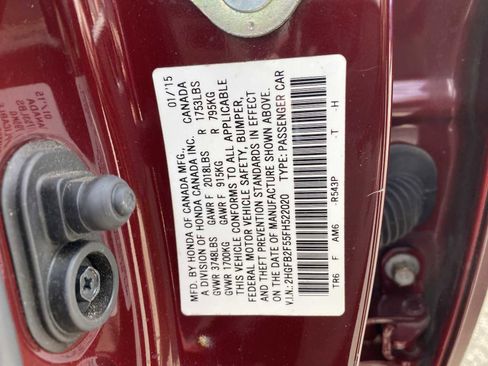 MFD. BY HONDA OF CANADA MFG., 01/15
A DIVISION OF HONDA CANADA INC. CANADA
GVWR 3748LBS GAWR F 2018LBS R 1753LBS
GVWR 1700KG GAWR F 915KG R 795KG
THIS VEHICLE CONFORMS TO ALL APPLICABLE
FEDERAL MOTOR VEHICLE SAFETY, BUMPER,
AND THEFT PREVENTION STANDARDS IN EFFECT
ON THE DATE OF MANUFACTURE SHOWN ABOVE.
V.I.N.: 2HGFB2F55FH522020 TYPE: PASSENGER CAR
TR6 F AM6 -R543P -T -H